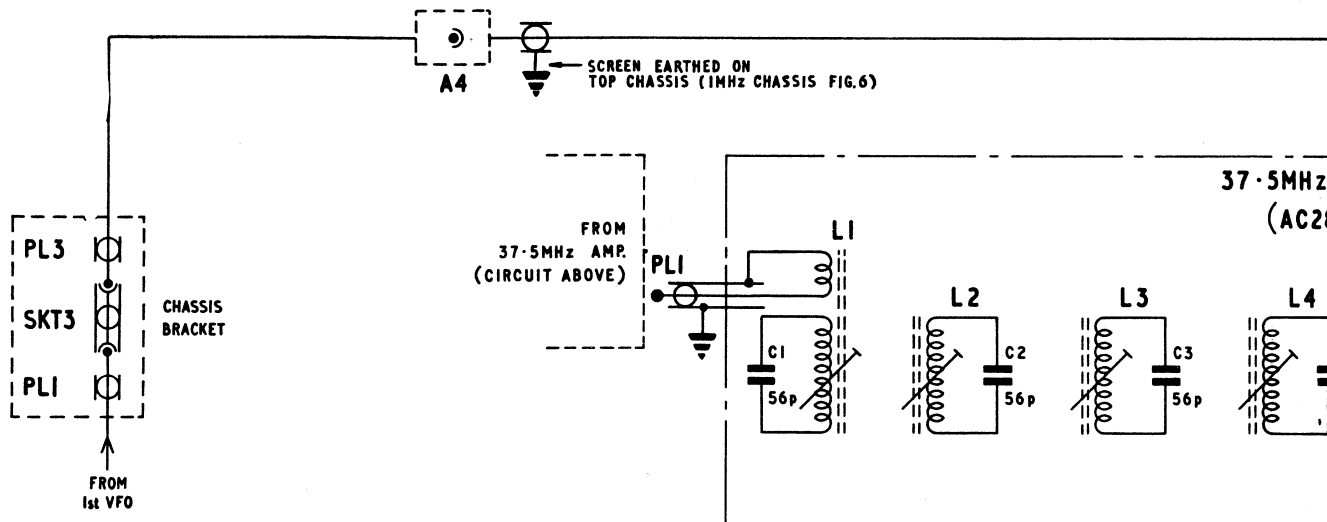 A4
SCREEN EARTHED ON
TOP CHASSIS (1MHz CHASSIS FIG.6)
37·5MHz
(AC28
FROM
37·5MHz AMP.
(CIRCUIT ABOVE)
PL1
L1
L2
L3
L4
C1
56p
C2
56p
C3
56p
PL3
SKT3
PL1
CHASSIS
BRACKET
FROM
1st VFO